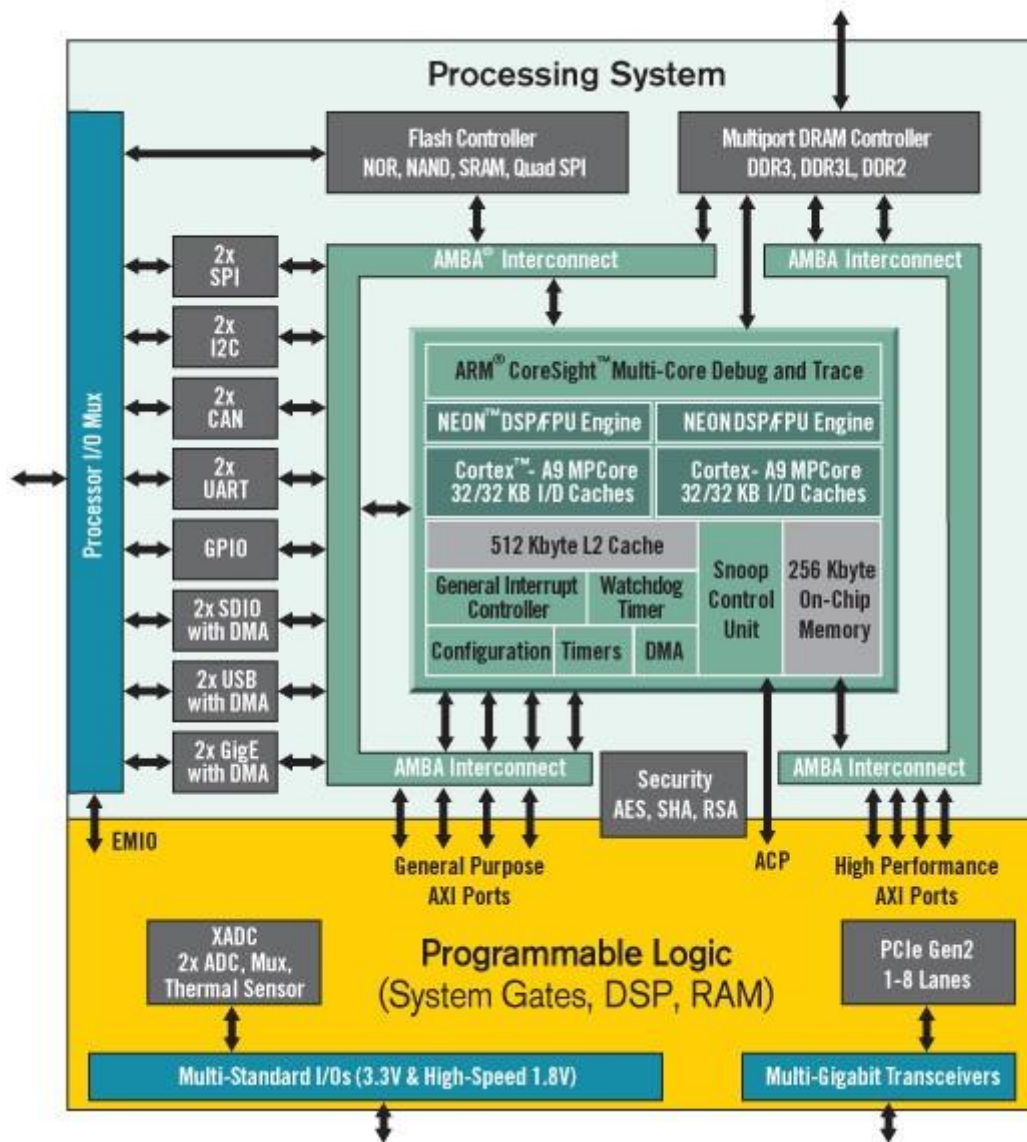 Processing System
Flash Controller
NOR, NAND, SRAM, Quad SPI
Multiport DRAM Controller
DDR3, DDR3L, DDR2
Processor I/O Mux
2x
SPI
2x
I2C
2x
CAN
2x
UART
GPIO
2x SDIO
with DMA
2x USB
with DMA
2x GigE
with DMA
AMBA® Interconnect
AMBA Interconnect
ARM® CoreSight™ Multi-Core Debug and Trace
NEON™ DSP/FPU Engine
NEON DSP/FPU Engine
Cortex™- A9 MPCore
32/32 KB I/D Caches
Cortex- A9 MPCore
32/32 KB I/D Caches
512 Kbyte L2 Cache
General Interrupt
Controller
Watchdog
Timer
Configuration
Timers
DMA
Snoop
Control
Unit
256 Kbyte
On-Chip
Memory
AMBA Interconnect
Security
AES, SHA, RSA
AMBA Interconnect
EMIO
General Purpose
AXI Ports
ACP
High Performance
AXI Ports
XADC
2x ADC, Mux,
Thermal Sensor
Programmable Logic
(System Gates, DSP, RAM)
PCIe Gen2
1-8 Lanes
Multi-Standard I/Os (3.3V & High-Speed 1.8V)
Multi-Gigabit Transceivers